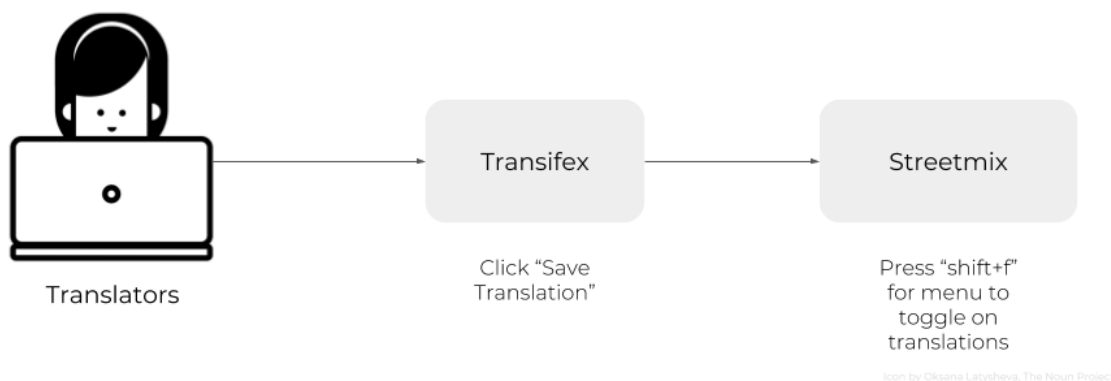 Transifex
Streetmix
Translators
Click “Save
Translation”
Press “shift+f”
for menu to
toggle on
translations
Icon by Oksana Latysheva, The Noun Projec